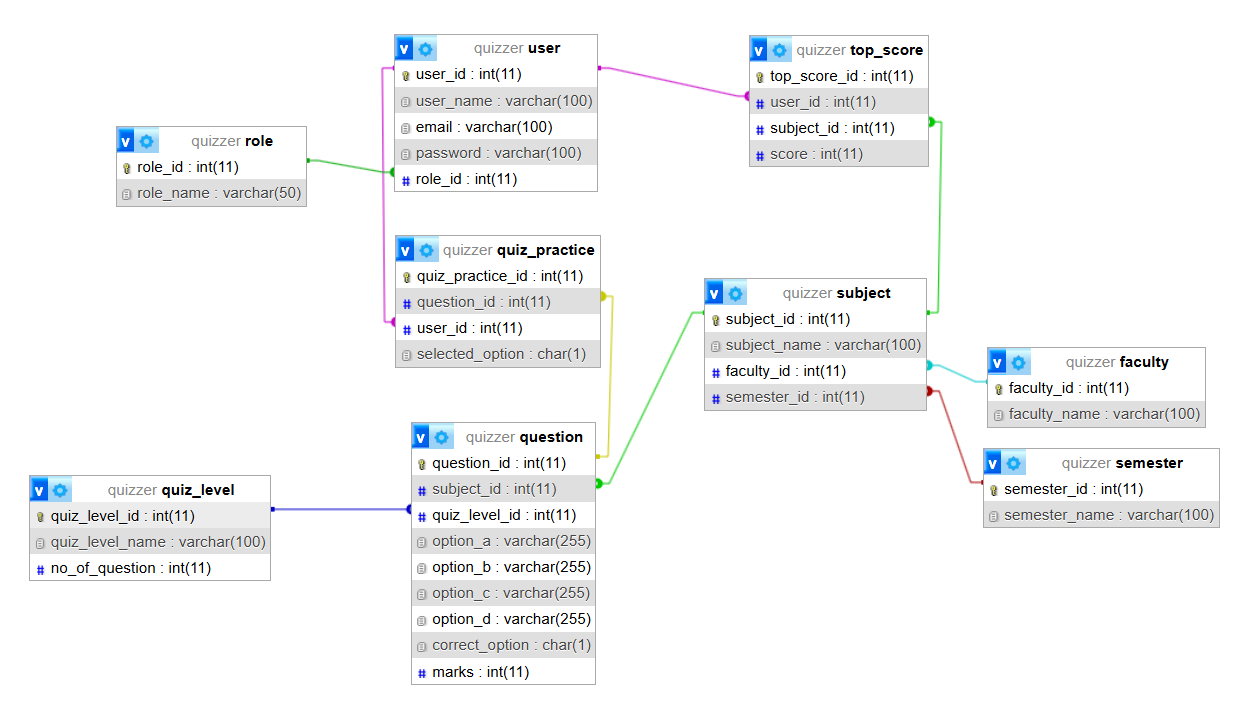 v quizzer user
user_id : int(11)
user_name : varchar(100)
email : varchar(100)
password : varchar(100)
# role_id : int(11)
v quizzer top_score
top_score_id : int(11)
# user_id : int(11)
# subject_id : int(11)
# score : int(11)
v quizzer role
role_id : int(11)
role_name : varchar(50)
v quizzer quiz_practice
quiz_practice_id : int(11)
# question_id : int(11)
# user_id : int(11)
selected_option : char(1)
v quizzer subject
subject_id : int(11)
subject_name : varchar(100)
# faculty_id : int(11)
# semester_id : int(11)
v quizzer faculty
faculty_id : int(11)
faculty_name : varchar(100)
v quizzer question
question_id : int(11)
# subject_id : int(11)
# quiz_level_id : int(11)
option_a : varchar(255)
option_b : varchar(255)
option_c : varchar(255)
option_d : varchar(255)
correct_option : char(1)
# marks : int(11)
v quizzer semester
semester_id : int(11)
semester_name : varchar(100)
v quizzer quiz_level
quiz_level_id : int(11)
quiz_level_name : varchar(100)
# no_of_question : int(11)